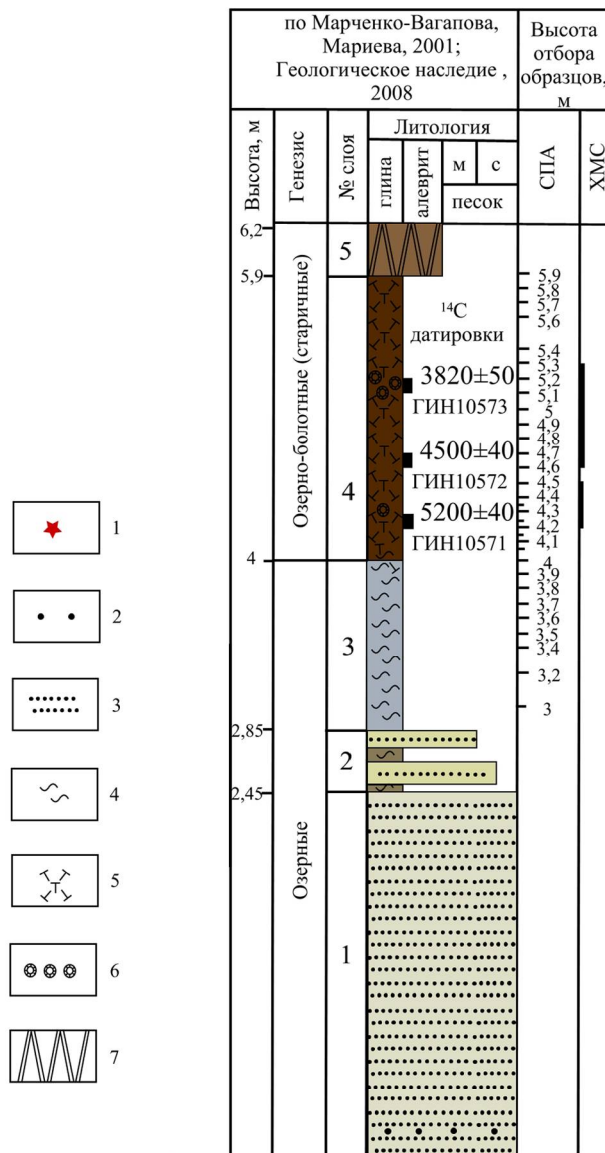 по Марченко-Вагапова,
Мариева, 2001;
Геологическое наследие ,
2008
Высота
отбора
образцов,
м
Высота, м
Генезис
№ слоя
Литология
глина
алеврит
м
с
песок
СПА
ХМС
6,2
5,9
4
2,85
2,45
Озерно-болотные (старичные)
Озерные
5
4
3
2
1
¹⁴C
датировки
3820±50
ГИН10573
4500±40
ГИН10572
5200±40
ГИН10571
5,9
5,8
5,7
5,6
5,4
5,3
5,2
5,1
5
4,9
4,8
4,7
4,6
4,5
4,4
4,3
4,2
4,1
4
3,9
3,8
3,7
3,6
3,5
3,4
3,2
3
1
2
3
4
5
6
7